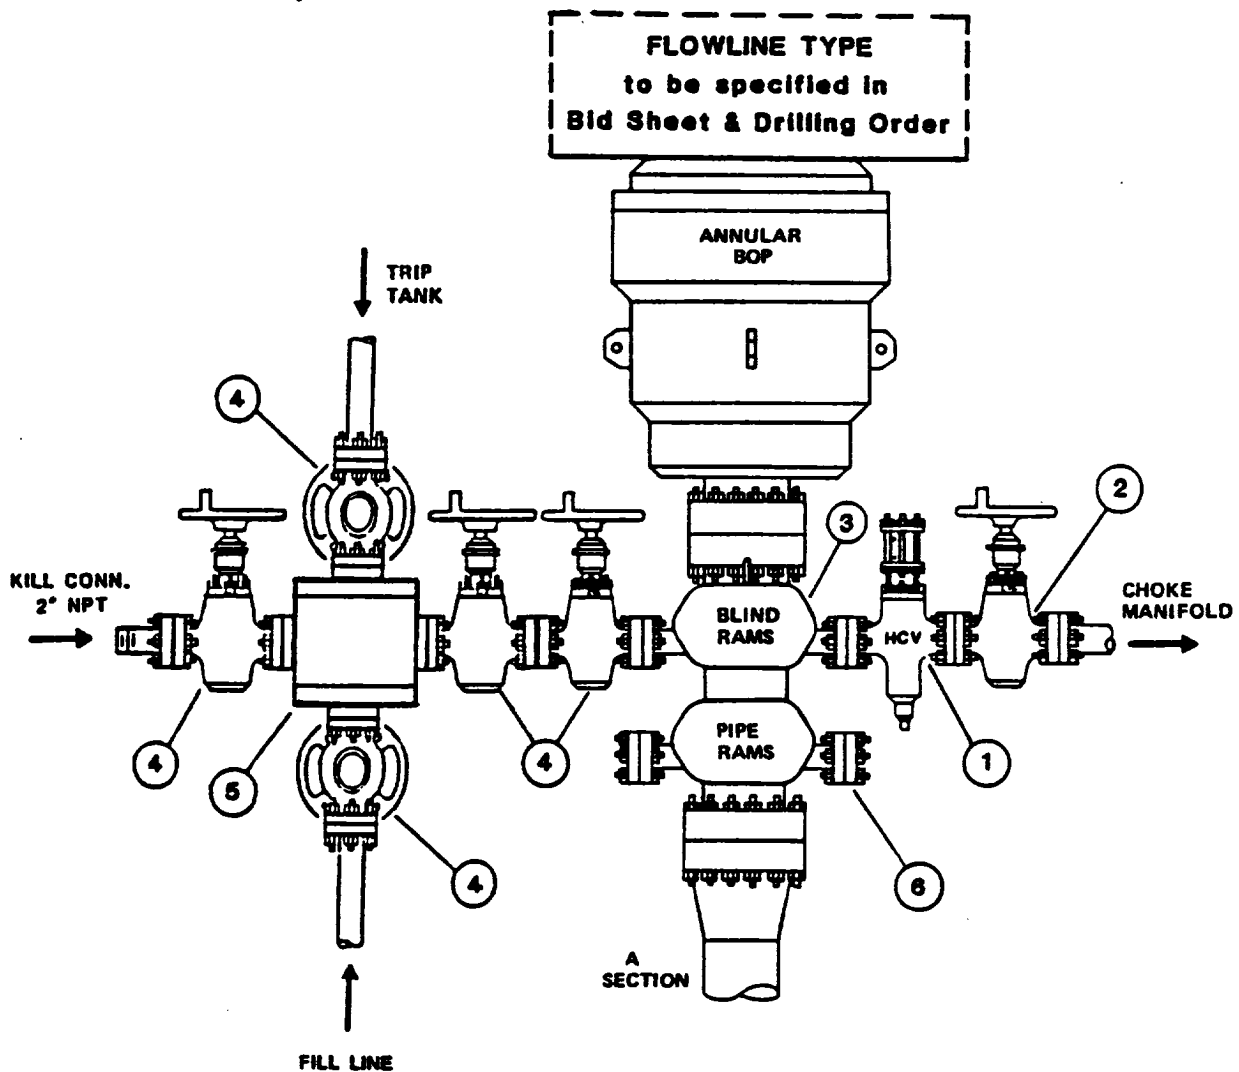 FLOWLINE TYPE
to be specified in
Bid Sheet & Drilling Order
ANNULAR
BOP
TRIP
TANK
4
2
3
KILL CONN.
2" NPT
BLIND
RAMS
HCV
CHOKE
MANIFOLD
PIPE
RAMS
4
5
4
1
4
6
A
SECTION
FILL LINE